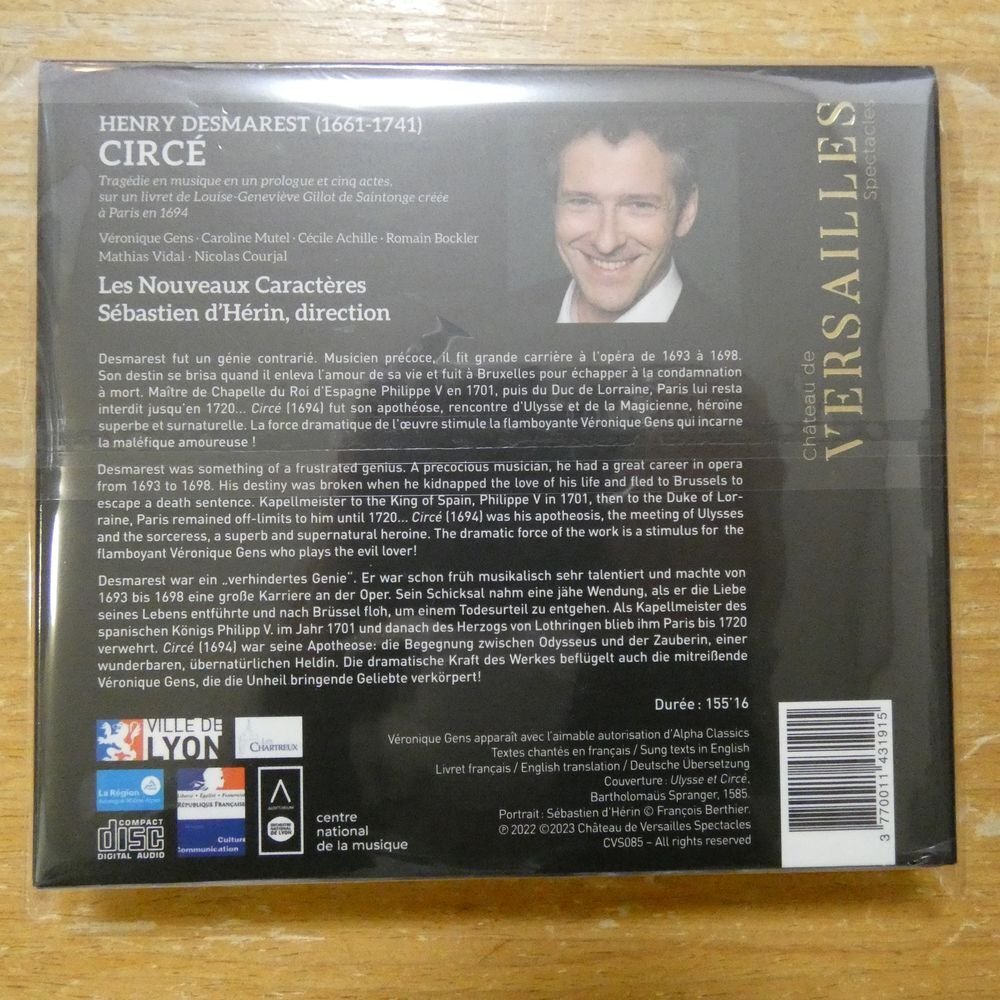 HENRY DESMAREST (1661-1741)
CIRCÉ
Tragédie en musique en un prologue et cinq actes,
sur un livret de Louise-Geneviève Gillot de Saintonge créée
à Paris en 1694
Véronique Gens · Caroline Mutel · Cécile Achille · Romain Bockler
Mathias Vidal · Nicolas Courjal
Les Nouveaux Caractères
Sébastien d'Hérin, direction
Château de
VERSAILLES
Spectacles
Desmarest fut un génie contrarié. Musicien précoce, il fit grande carrière à l'opéra de 1693 à 1698.
Son destin se brisa quand il enleva l'amour de sa vie et fuit à Bruxelles pour échapper à la condamnation
à mort. Maître de Chapelle du Roi d'Espagne Philippe V en 1701, puis du Duc de Lorraine, Paris lui resta
interdit jusqu'en 1720... Circé (1694) fut son apothéose, rencontre d'Ulysse et de la Magicienne, héroïne
superbe et surnaturelle. La force dramatique de l'œuvre stimule la flamboyante Véronique Gens qui incarne
la maléfique amoureuse !
Desmarest was something of a frustrated genius. A precocious musician, he had a great career in opera
from 1693 to 1698. His destiny was broken when he kidnapped the love of his life and fled to Brussels to
escape a death sentence. Kapellmeister to the King of Spain, Philippe V in 1701, then to the Duke of Lor-
raine, Paris remained off-limits to him until 1720... Circé (1694) was his apotheosis, the meeting of Ulysses
and the sorceress, a superb and supernatural heroine. The dramatic force of the work is a stimulus for the
flamboyant Véronique Gens who plays the evil lover!
Desmarest war ein „verhindertes Genie". Er war schon früh musikalisch sehr talentiert und machte von
1693 bis 1698 eine große Karriere an der Oper. Sein Schicksal nahm eine jähe Wendung, als er die Liebe
seines Lebens entführte und nach Brüssel floh, um einem Todesurteil zu entgehen. Als Kapellmeister des
spanischen Königs Philipp V. im Jahr 1701 und danach des Herzogs von Lothringen blieb ihm Paris bis 1720
verwehrt. Circé (1694) war seine Apotheose: die Begegnung zwischen Odysseus und der Zauberin, einer
wunderbaren, übernatürlichen Heldin. Die dramatische Kraft des Werkes beflügelt auch die mitreißende
Véronique Gens, die die Unheil bringende Geliebte verkörpert!
Durée : 155'16
Véronique Gens apparaît avec l'aimable autorisation d'Alpha Classics
Textes chantés en français / Sung texts in English
Livret français / English translation / Deutsche Übersetzung
Couverture : Ulysse et Circé,
Bartholomaüs Spranger, 1585.
Portrait : Sébastien d'Hérin © François Berthier.
℗ 2022 ©2023 Château de Versailles Spectacles
CVS085 – All rights reserved
VILLE DE
LYON
Les
CHARTREUX
La Région
Auvergne-Rhône-Alpes
Liberté • Égalité • Fraternité
RÉPUBLIQUE FRANÇAISE
Culture
Communication
AUDITORIUM
ORCHESTRE
NATIONAL
DE LYON
centre
national
de la musique
COMPACT
disc
DIGITAL AUDIO
3 770011 431915